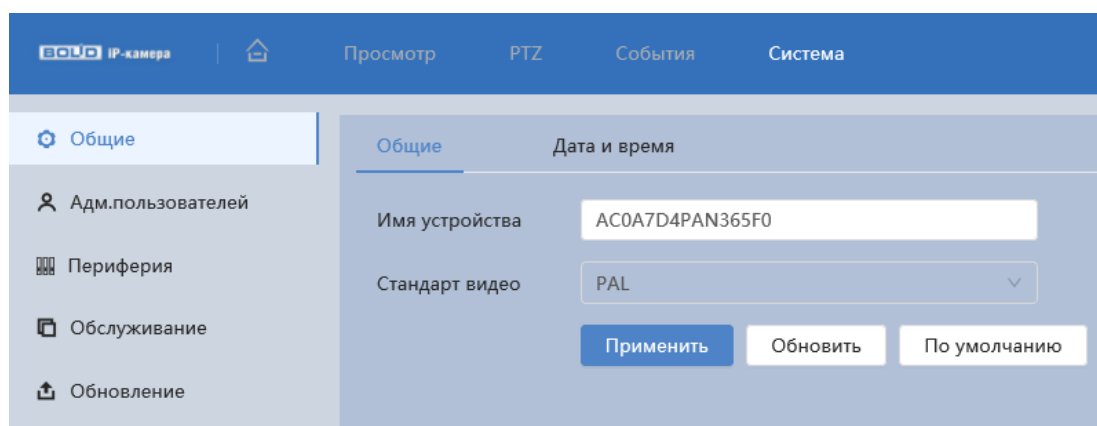 BOLID IP-камера Просмотр PTZ События Система
Общие
Адм.пользователей
Периферия
Обслуживание
Обновление
Общие Дата и время
Имя устройства AC0A7D4PAN365F0
Стандарт видео PAL
Применить Обновить По умолчанию